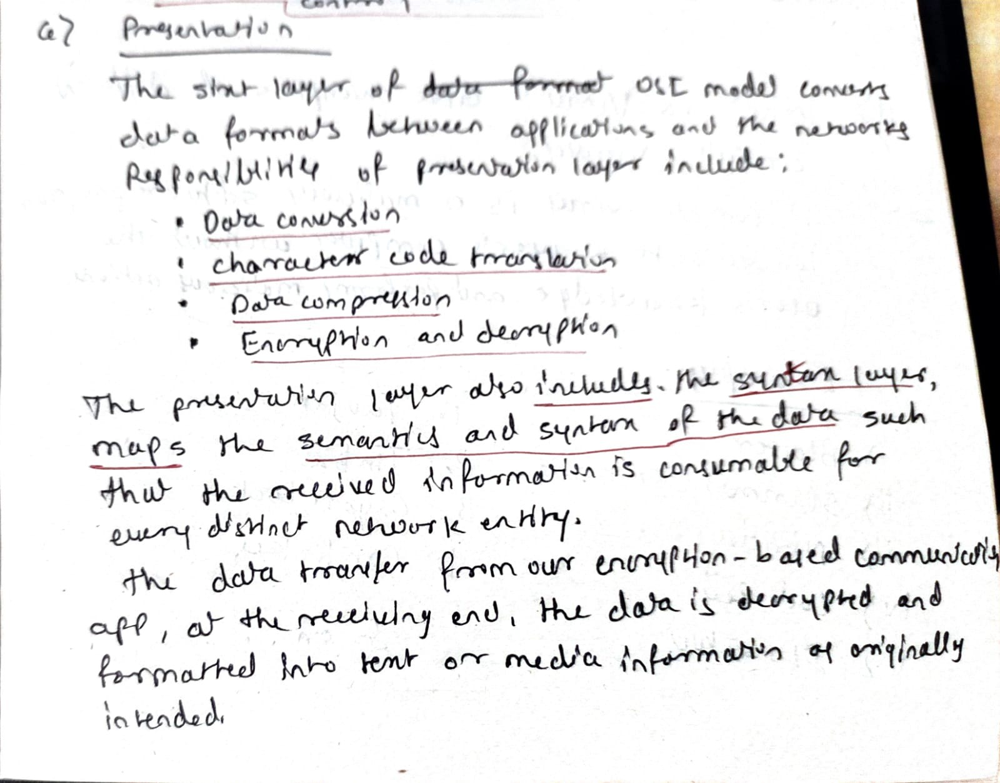 6) Presentation
The sixt layer of data format OSI model converts
data formats between applications and the networks
Responsibilities of presentation layer include:
• Data conversion
• character code translation
• Data compression
• Encryption and decryption
The presentation layer also includes. the syntax layer,
maps the semantics and syntax of the data such
that the received information is consumable for
every distinct network entity.
the data transfer from our encryption-based communication
app, at the receiving end, the data is decrypted and
formatted into text or media information as originally
intended.